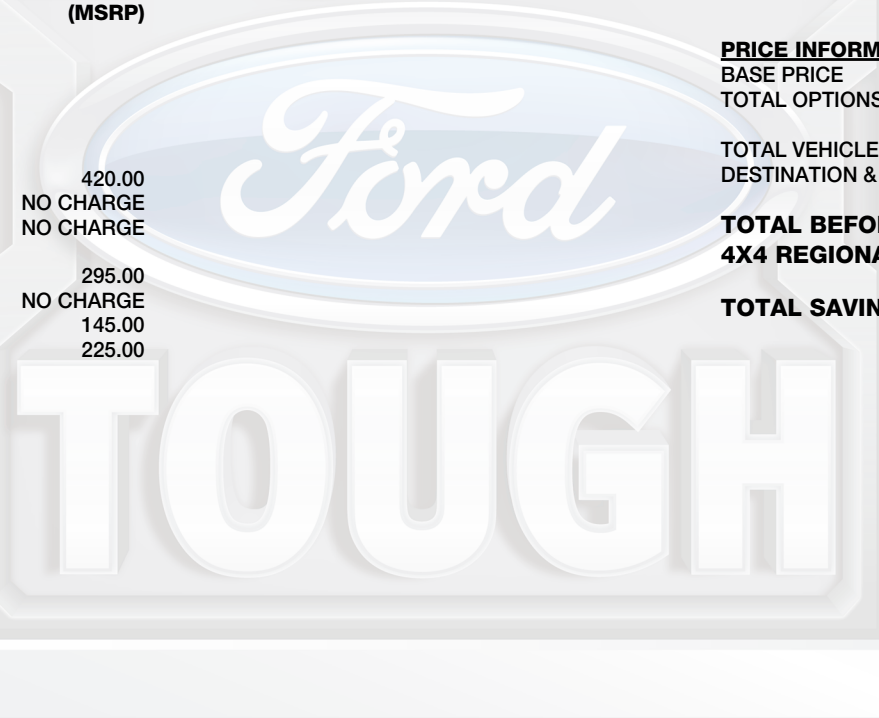 (MSRP)
420.00
NO CHARGE
NO CHARGE
295.00
NO CHARGE
145.00
225.00
PRICE INFORM
BASE PRICE
TOTAL OPTIONS
TOTAL VEHICLE
DESTINATION &
TOTAL BEFO
4X4 REGIONA
TOTAL SAVIN
Ford
TOUGH